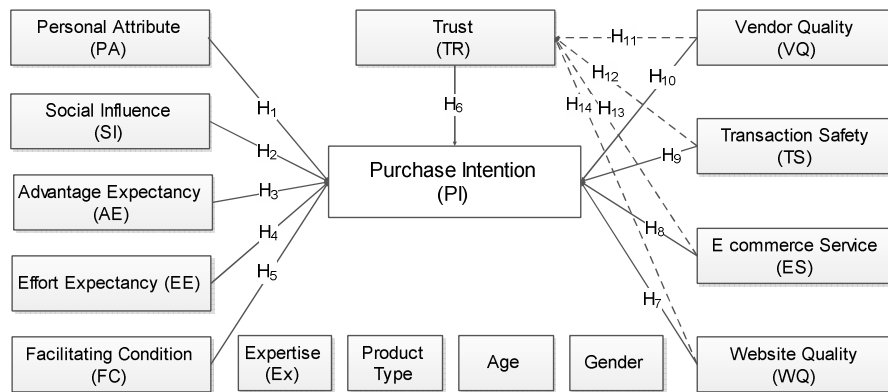 Personal Attribute
(PA)
Social Influence
(SI)
Advantage Expectancy
(AE)
Effort Expectancy (EE)
Facilitating Condition
(FC)
H1
H2
H3
H4
H5
Trust
(TR)
H6
Purchase Intention
(PI)
Expertise
(Ex)
Product
Type
Age
Gender
H11
H12
H10
H14
H13
H9
H8
H7
Vendor Quality
(VQ)
Transaction Safety
(TS)
E commerce Service
(ES)
Website Quality
(WQ)